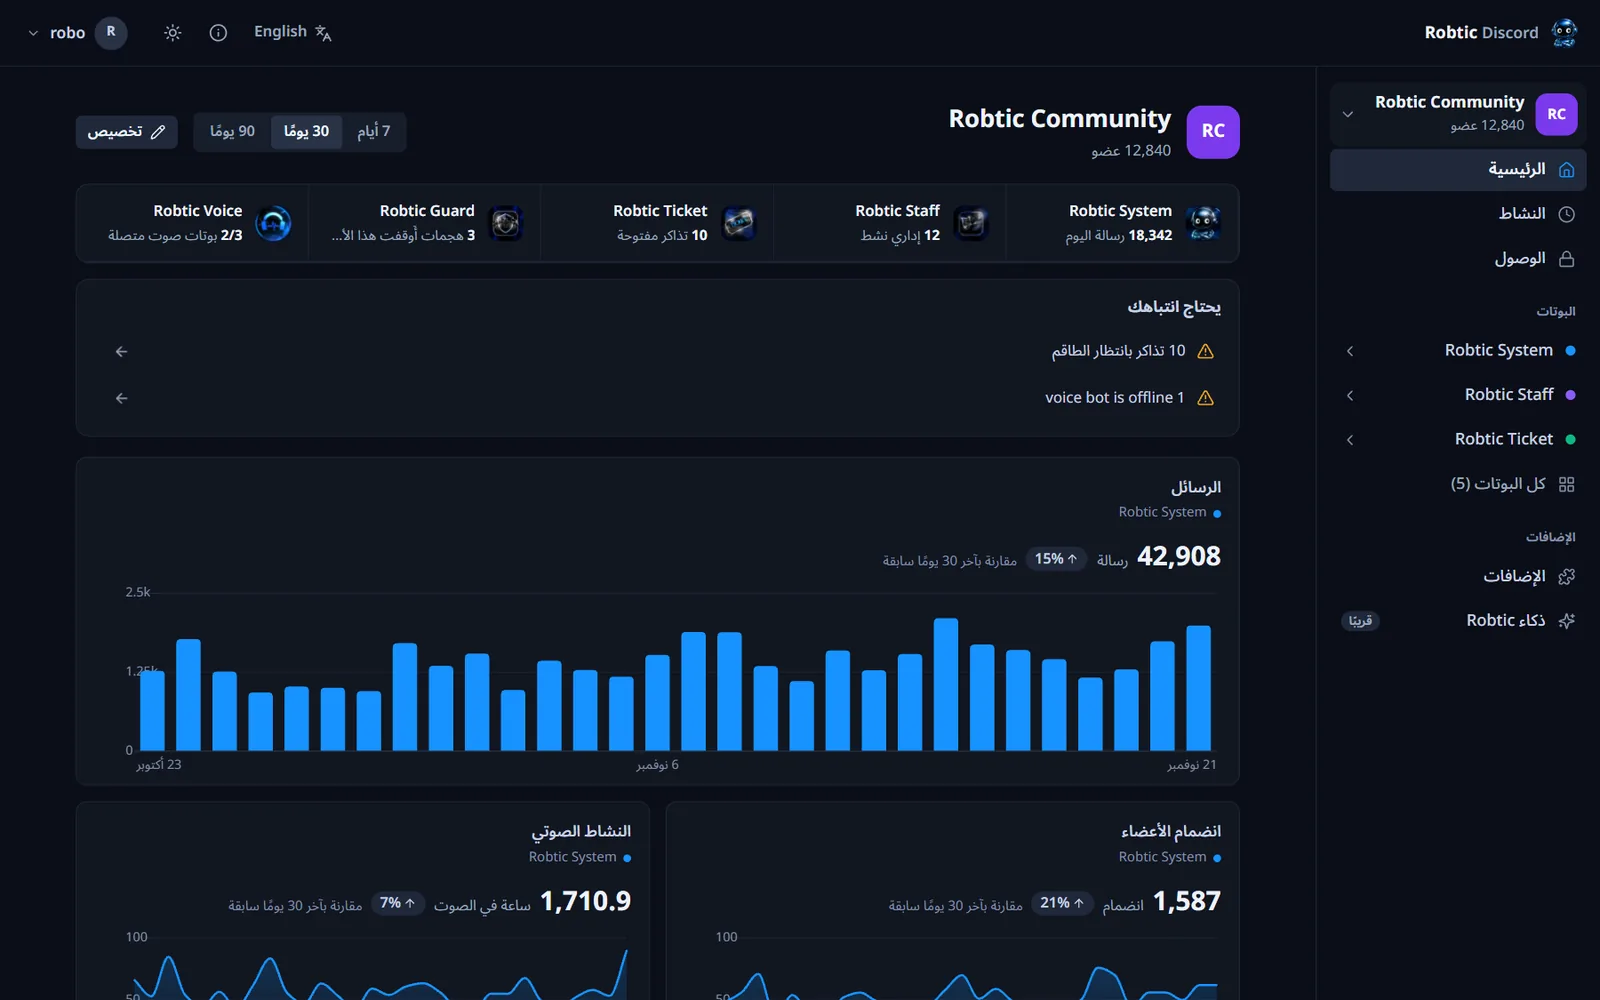 Robtic Discord
English
R
robo
RC
Robtic Community
12,840 عضو
الرئيسية
النشاط
الوصول
البوتات
Robtic System
Robtic Staff
Robtic Ticket
كل البوتات (5)
الإضافات
الإضافات
ذكاء Robtic
قريبًا
RC
Robtic Community
12,840 عضو
7 أيام
30 يومًا
90 يومًا
تخصيص
Robtic System
18,342 رسالة اليوم
Robtic Staff
12 إداري نشط
Robtic Ticket
10 تذاكر مفتوحة
Robtic Guard
3 هجمات أُوقفت هذا الأ...
Robtic Voice
2/3 بوتات صوت متصلة
يحتاج انتباهك
10 تذاكر بانتظار الطاقم
voice bot is offline 1
الرسائل
Robtic System
42,908 رسالة ↑ 15% مقارنة بآخر 30 يومًا سابقة
2.5k
1.25k
0
23 أكتوبر
6 نوفمبر
21 نوفمبر
انضمام الأعضاء
Robtic System
1,587 انضمام ↑ 21% مقارنة بآخر 30 يومًا سابقة
100
50
النشاط الصوتي
Robtic System
1,710.9 ساعة في الصوت ↑ 7% مقارنة بآخر 30 يومًا سابقة
100
50